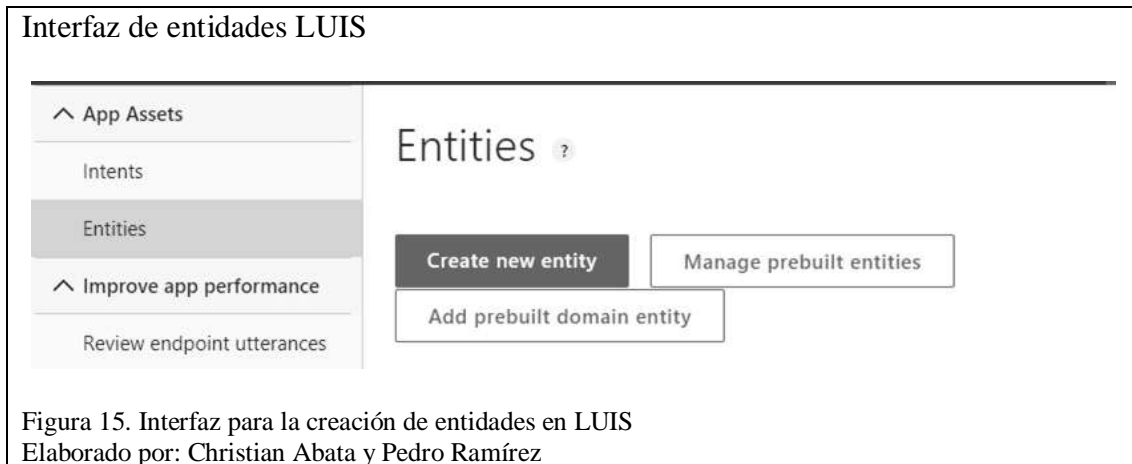 Interfaz de entidades LUIS
App Assets
Intents
Entities
Improve app performance
Review endpoint utterances
Entities ?
Create new entity
Manage prebuilt entities
Add prebuilt domain entity
Figura 15. Interfaz para la creación de entidades en LUIS
Elaborado por: Christian Abata y Pedro Ramírez